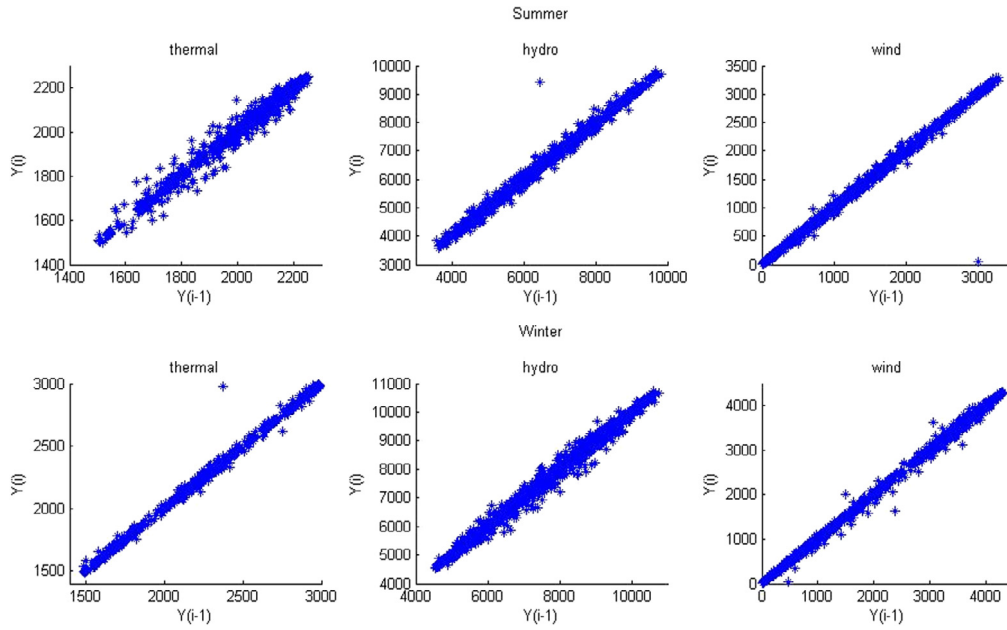 Summer
thermal
hydro
wind
2200
2000
1800
1600
1400
Y(i)
1400 1600 1800 2000 2200
Y(i-1)
10000
9000
8000
7000
6000
5000
4000
3000
Y(i)
4000 6000 8000 10000
Y(i-1)
3500
3000
2500
2000
1500
1000
500
0
Y(i)
0 1000 2000 3000
Y(i-1)
Winter
thermal
hydro
wind
3000
2500
2000
1500
Y(i)
1500 2000 2500 3000
Y(i-1)
11000
10000
9000
8000
7000
6000
5000
4000
Y(i)
4000 6000 8000 10000
Y(i-1)
4000
3000
2000
1000
0
Y(i)
0 1000 2000 3000 4000
Y(i-1)